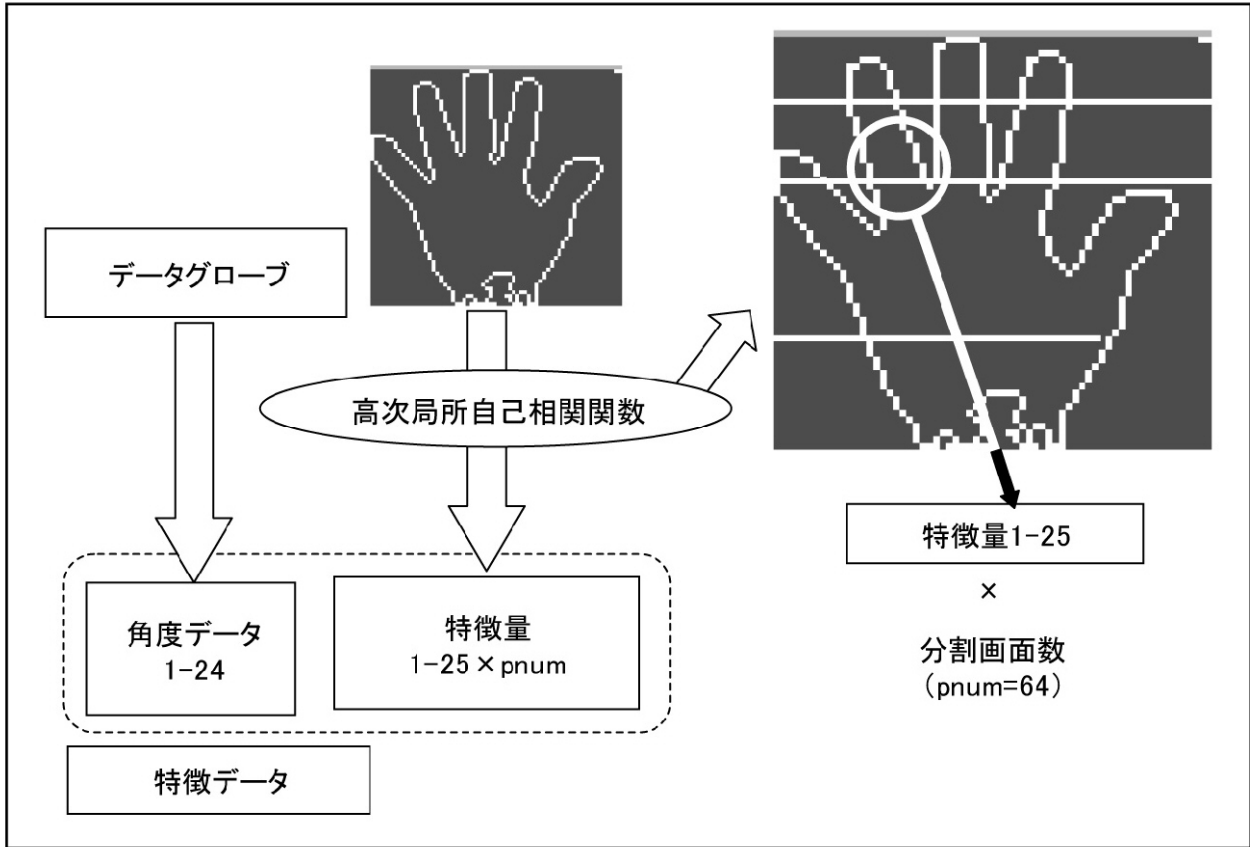 データグローブ
高次局所自己相関関数
角度データ
1-24
特徴量
1-25×pnum
特徴データ
特徴量1-25
×
分割画面数
(pnum=64)